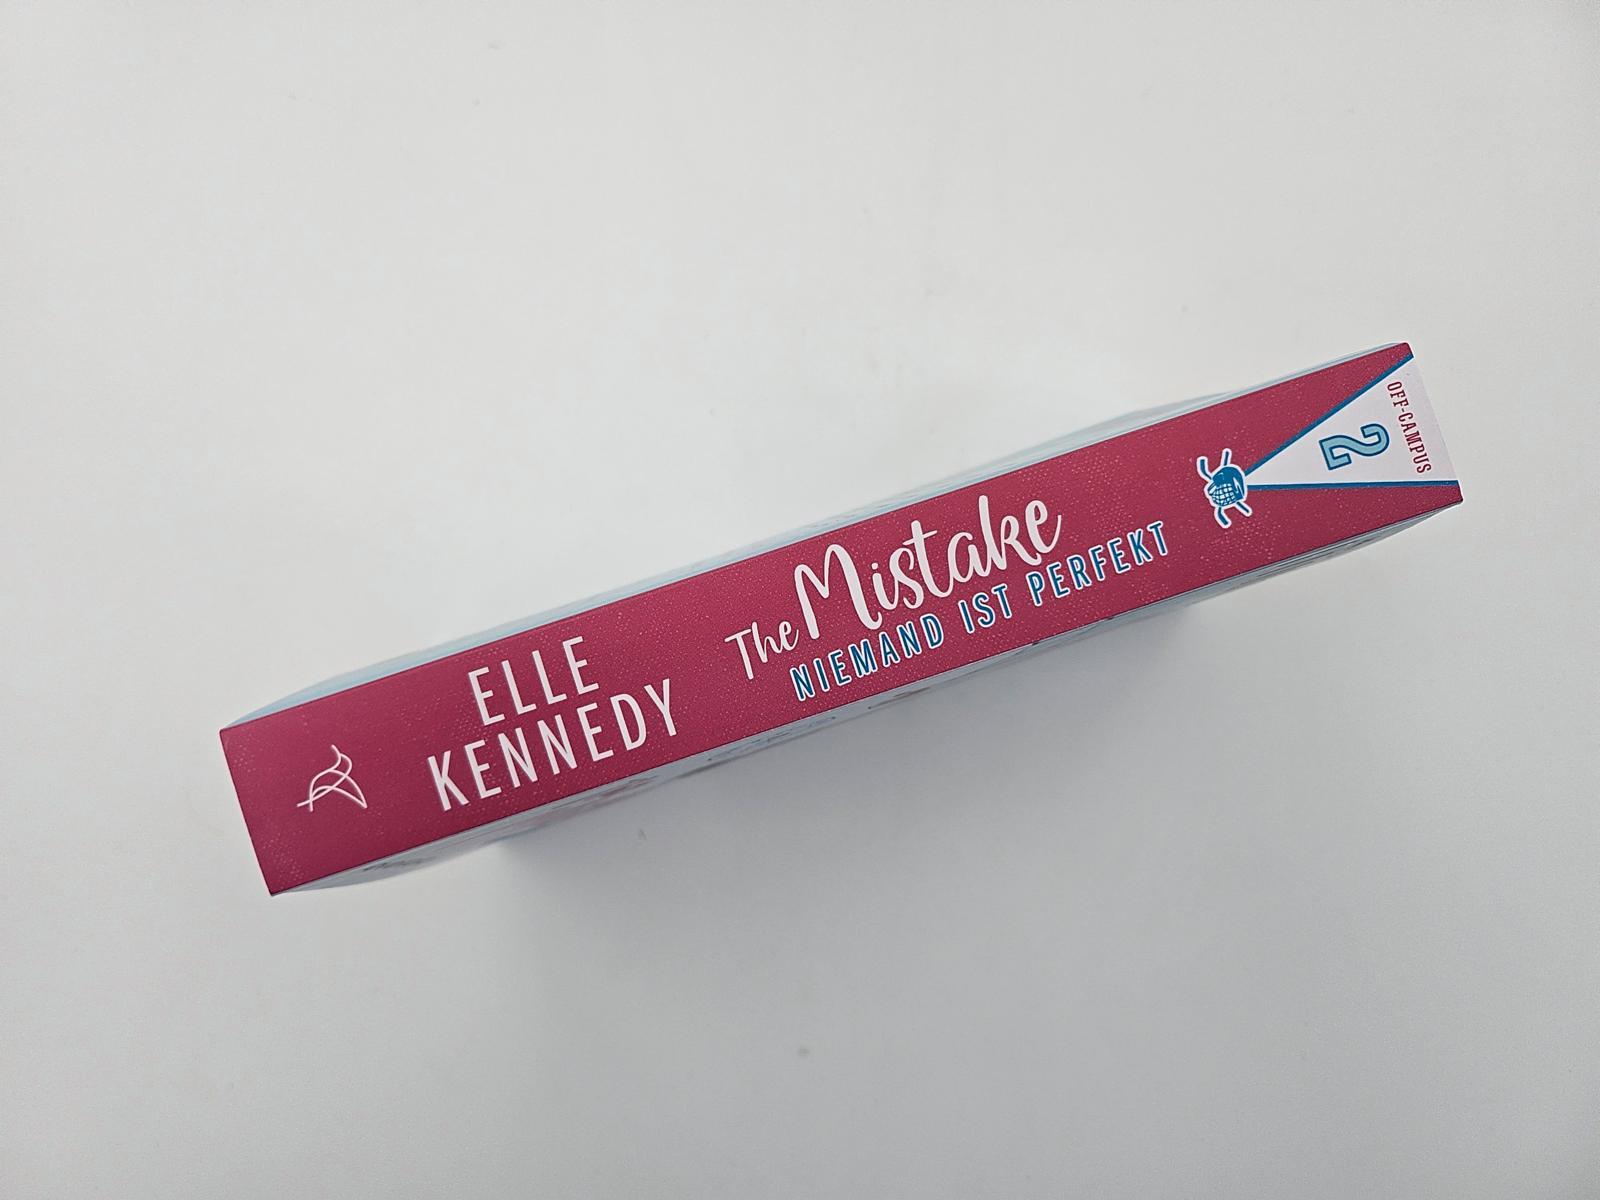 ELLE
KENNEDY
The Mistake
NIEMAND IST PERFEKT
2
OFF-CAMPUS